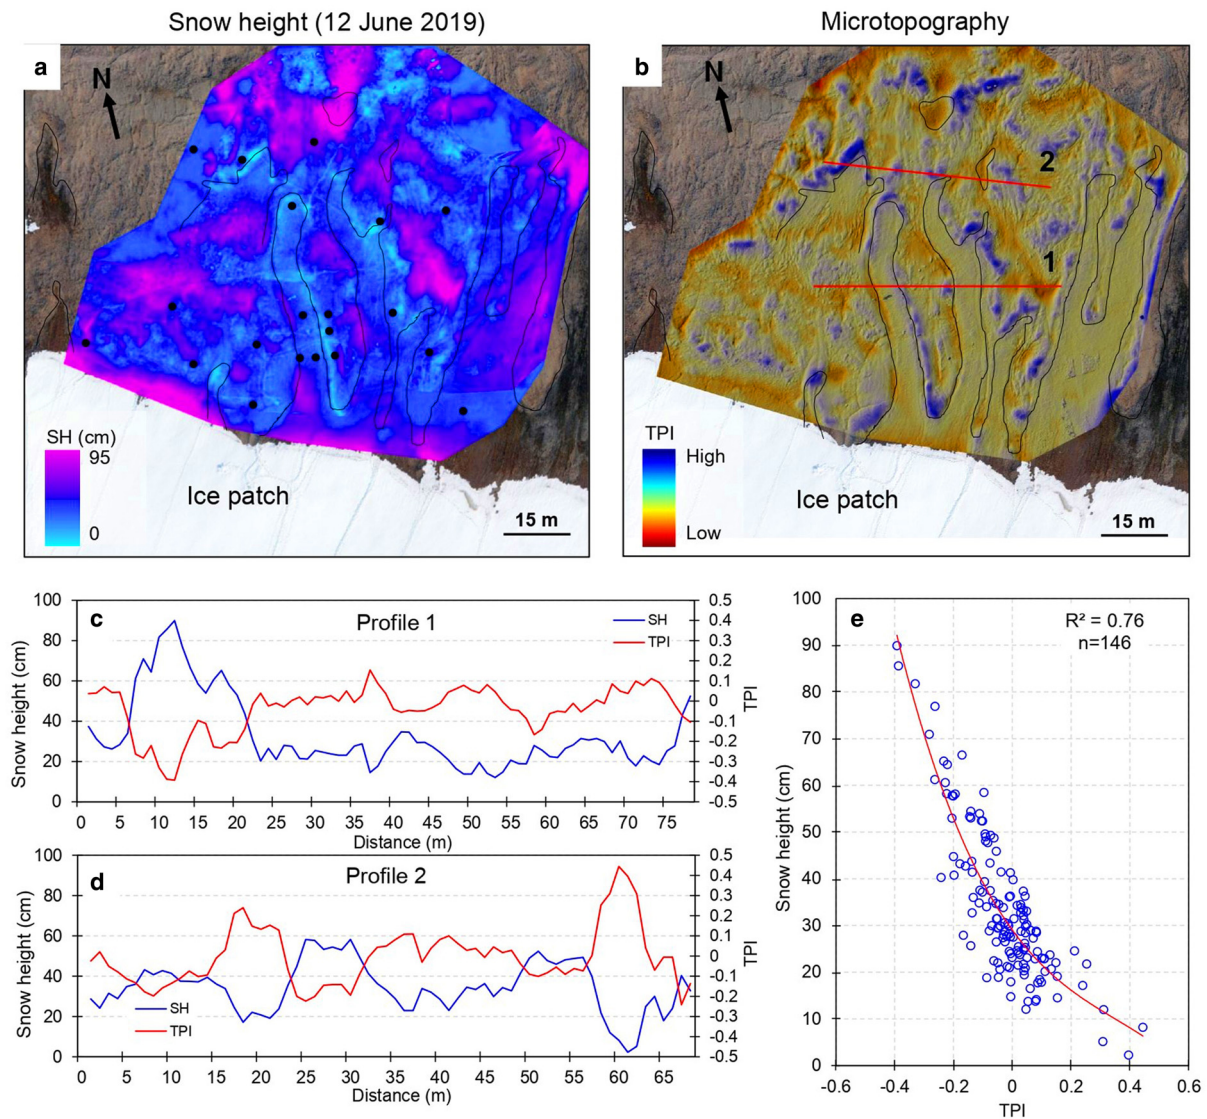 Snow height (12 June 2019)
Microtopography
a
N
SH (cm)
95
0
Ice patch
15 m
b
N
2
1
TPI
High
Low
Ice patch
15 m
c
Profile 1
SH
TPI
100
80
60
40
20
0
Snow height (cm)
0.5
0.4
0.3
0.2
0.1
0
-0.1
-0.2
-0.3
-0.4
-0.5
TPI
0 5 10 15 20 25 30 35 40 45 50 55 60 65 70 75
Distance (m)
d
Profile 2
SH
TPI
100
80
60
40
20
0
Snow height (cm)
0.5
0.4
0.3
0.2
0.1
0
-0.1
-0.2
-0.3
-0.4
-0.5
TPI
0 5 10 15 20 25 30 35 40 45 50 55 60 65
Distance (m)
e
R² = 0.76
n=146
100
90
80
70
60
50
40
30
20
10
0
Snow height (cm)
-0.6 -0.4 -0.2 0 0.2 0.4 0.6
TPI